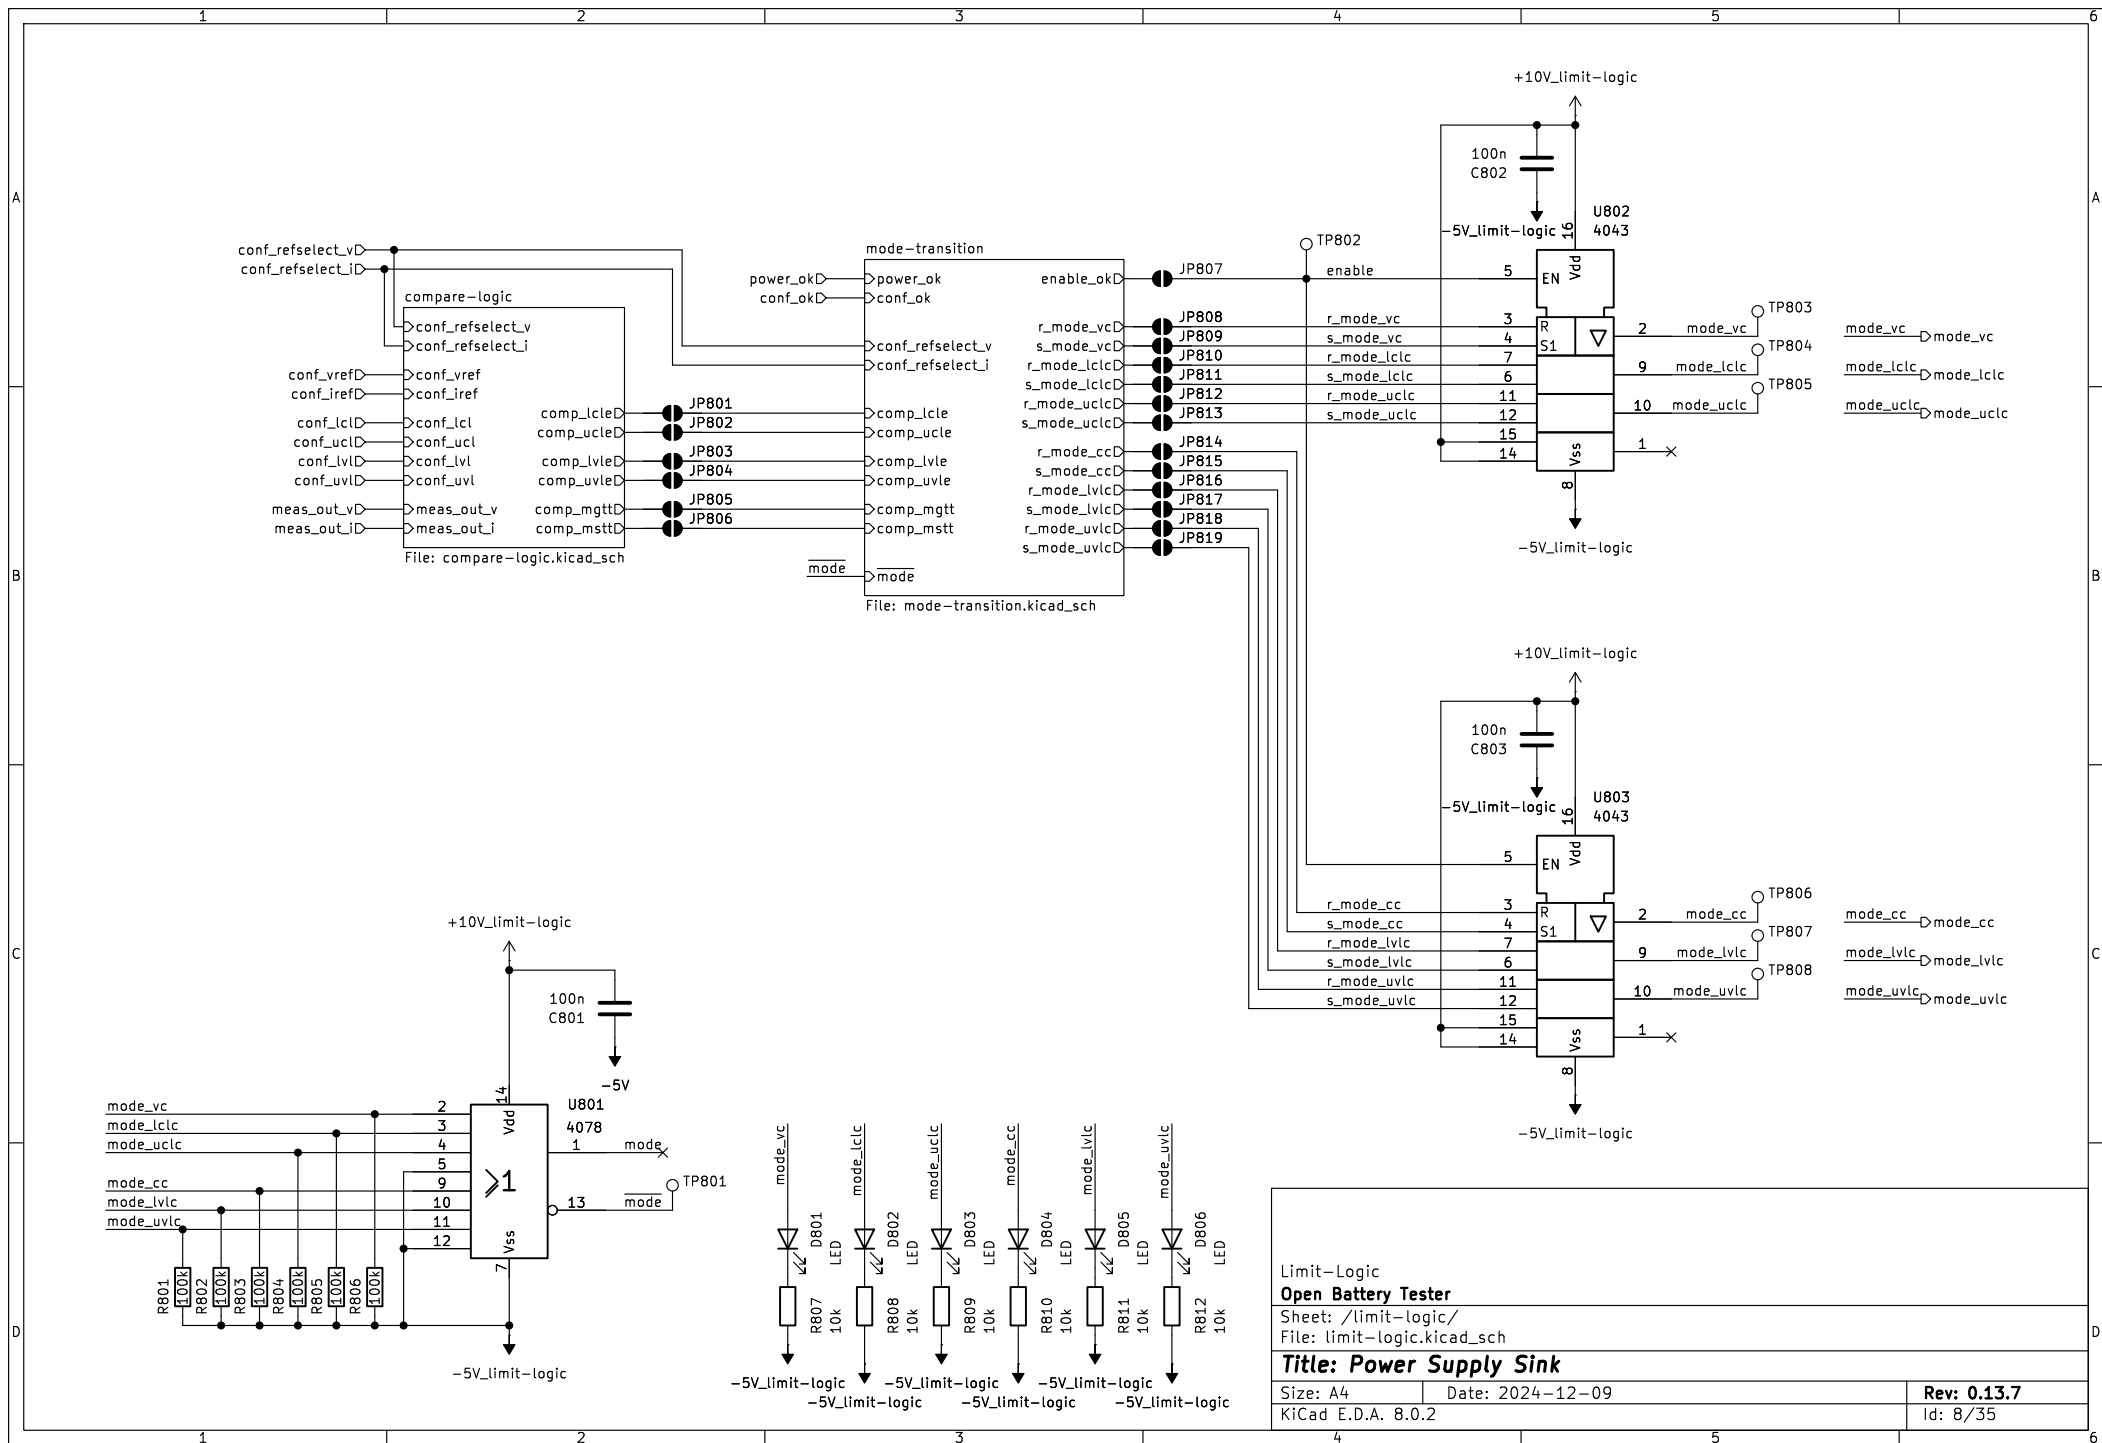 1 2 3 4 5 6
A
B
C
D
A
B
C
D
1 2 3 4 5 6
conf_refselect_v
conf_refselect_i
compare-logic
conf_refselect_v
conf_refselect_i
conf_vref conf_vref
conf_iref conf_iref
conf_lcl conf_lcl
conf_ucl conf_ucl
conf_lvl conf_lvl
conf_uvl conf_uvl
meas_out_v meas_out_v
meas_out_i meas_out_i
comp_lcle JP801
comp_ucle JP802
comp_lvle JP803
comp_uvle JP804
comp_mgtt JP805
comp_mstt JP806
File: compare-logic.kicad_sch
mode-transition
power_ok power_ok
conf_ok conf_ok
conf_refselect_v
conf_refselect_i
comp_lcle
comp_ucle
comp_lvle
comp_uvle
comp_mgtt
comp_mstt
mode mode
enable_ok JP807
r_mode_vc JP808
s_mode_vc JP809
r_mode_lclc JP810
s_mode_lclc JP811
r_mode_uclc JP812
s_mode_uclc JP813
r_mode_cc JP814
s_mode_cc JP815
r_mode_lvlc JP816
s_mode_lvlc JP817
r_mode_uvlc JP818
s_mode_uvlc JP819
File: mode-transition.kicad_sch
+10V_limit-logic
100n
C802
-5V_limit-logic
U802
4043
16
Vdd
TP802
enable 5 EN
r_mode_vc 3 R
s_mode_vc 4 S1
r_mode_lclc 7
s_mode_lclc 6
r_mode_uclc 11
s_mode_uclc 12
15
14
Vss
8
-5V_limit-logic
2 mode_vc TP803
9 mode_lclc TP804
10 mode_uclc TP805
1
mode_vc mode_vc
mode_lclc mode_lclc
mode_uclc mode_uclc
+10V_limit-logic
100n
C803
-5V_limit-logic
U803
4043
16
Vdd
5 EN
r_mode_cc 3 R
s_mode_cc 4 S1
r_mode_lvlc 7
s_mode_lvlc 6
r_mode_uvlc 11
s_mode_uvlc 12
15
14
Vss
8
-5V_limit-logic
2 mode_cc TP806
9 mode_lvlc TP807
10 mode_uvlc TP808
1
mode_cc mode_cc
mode_lvlc mode_lvlc
mode_uvlc mode_uvlc
+10V_limit-logic
100n
C801
-5V
14
Vdd
U801
4078
mode_vc 2
mode_lclc 3
mode_uclc 4
5
mode_cc 9
mode_lvlc 10
mode_uvlc 11
12
≥1
1 mode
13 mode TP801
Vss
7
R801 100k
R802 100k
R803 100k
R804 100k
R805 100k
R806 100k
-5V_limit-logic
mode_vc
mode_lclc
mode_uclc
mode_cc
mode_lvlc
mode_uvlc
D801 LED
D802 LED
D803 LED
D804 LED
D805 LED
D806 LED
R807 10k
R808 10k
R809 10k
R810 10k
R811 10k
R812 10k
-5V_limit-logic -5V_limit-logic -5V_limit-logic
-5V_limit-logic -5V_limit-logic -5V_limit-logic
Limit-Logic
Open Battery Tester
Sheet: /limit-logic/
File: limit-logic.kicad_sch
Title: Power Supply Sink
Size: A4 Date: 2024-12-09 Rev: 0.13.7
KiCad E.D.A. 8.0.2 Id: 8/35